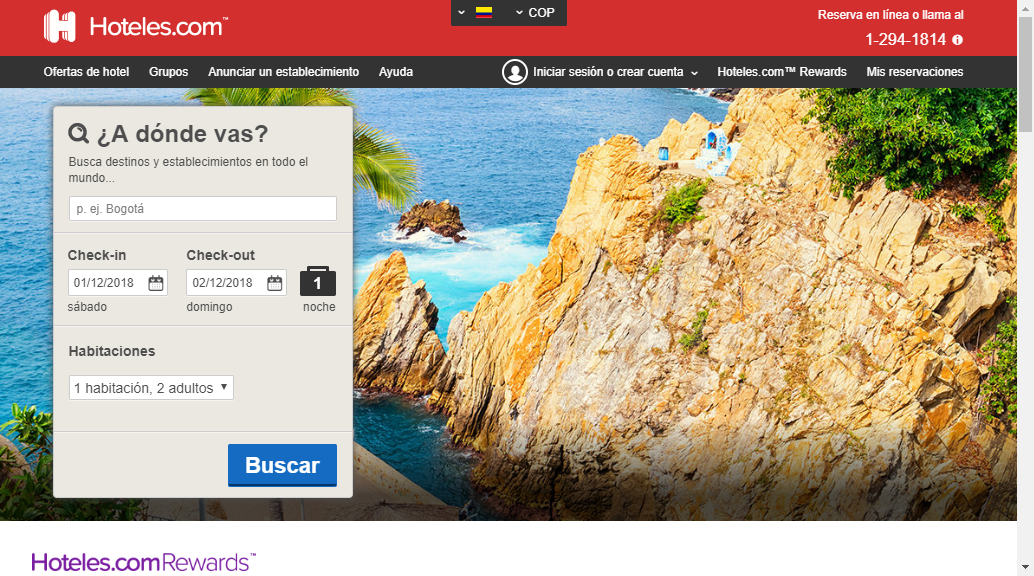 Hoteles.com™
COP
Reserva en línea o llama al
1-294-1814
Ofertas de hotel Grupos Anunciar un establecimiento Ayuda Iniciar sesión o crear cuenta Hoteles.com™ Rewards Mis reservaciones
¿A dónde vas?
Busca destinos y establecimientos en todo el
mundo...
p. ej. Bogotá
Check-in Check-out
01/12/2018 02/12/2018 1
sábado domingo noche
Habitaciones
1 habitación, 2 adultos
Buscar
Hoteles.com Rewards™